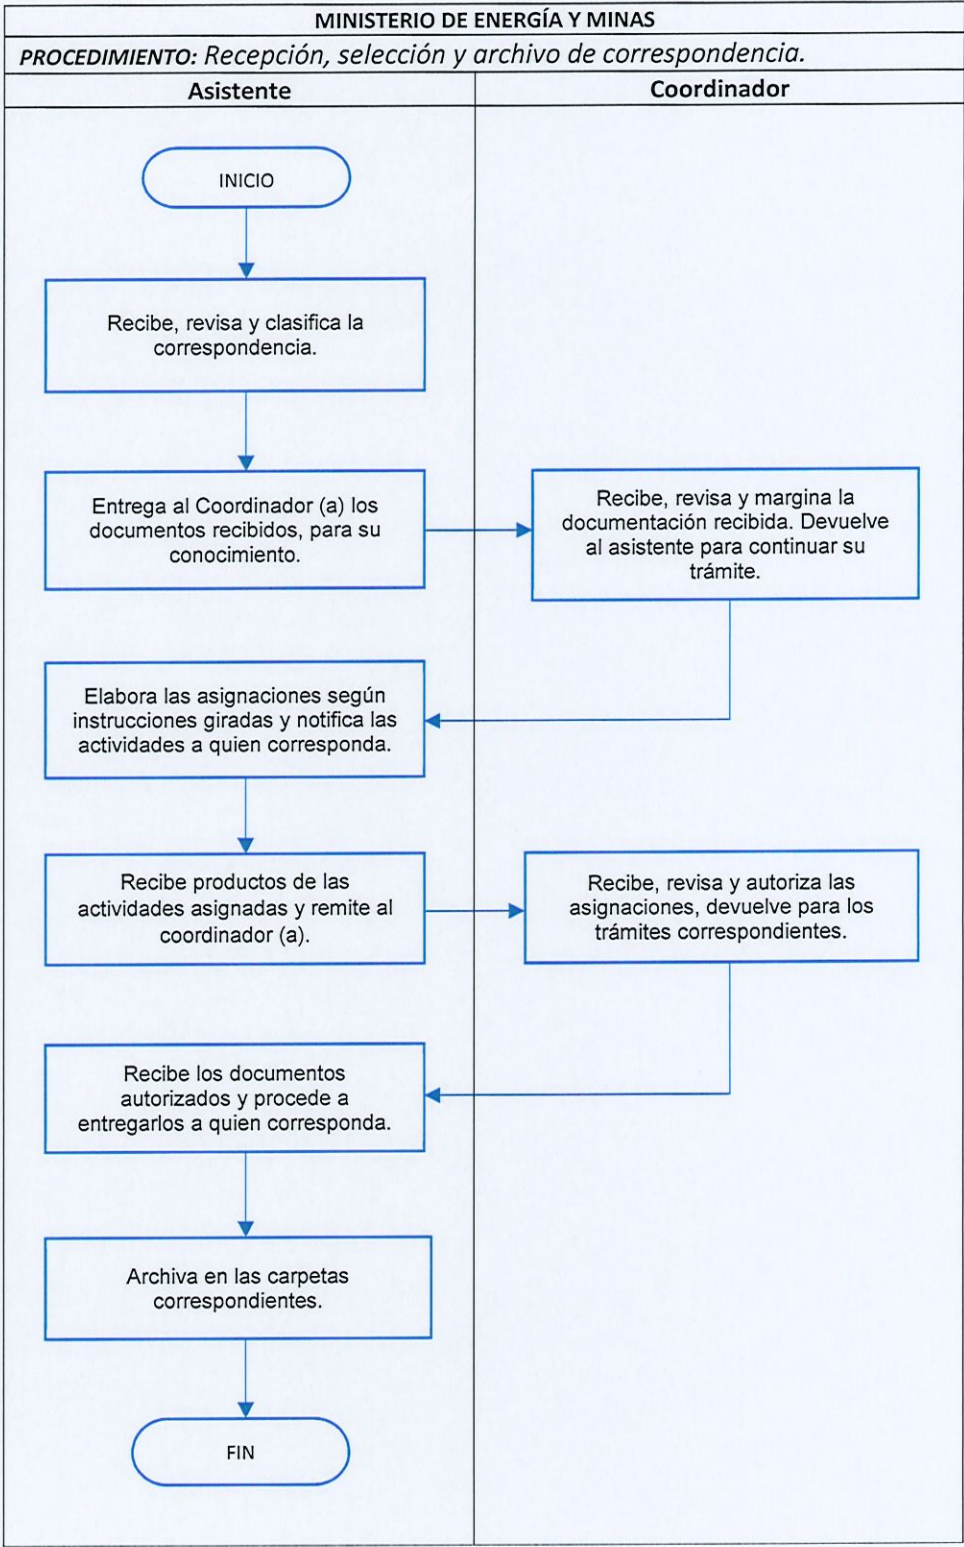 MINISTERIO DE ENERGÍA Y MINAS
PROCEDIMIENTO: Recepción, selección y archivo de correspondencia.
Asistente
Coordinador
INICIO
Recibe, revisa y clasifica la
correspondencia.
Entrega al Coordinador (a) los
documentos recibidos, para su
conocimiento.
Recibe, revisa y margina la
documentación recibida. Devuelve
al asistente para continuar su
trámite.
Elabora las asignaciones según
instrucciones giradas y notifica las
actividades a quien corresponda.
Recibe productos de las
actividades asignadas y remite al
coordinador (a).
Recibe, revisa y autoriza las
asignaciones, devuelve para los
trámites correspondientes.
Recibe los documentos
autorizados y procede a
entregarlos a quien corresponda.
Archiva en las carpetas
correspondientes.
FIN